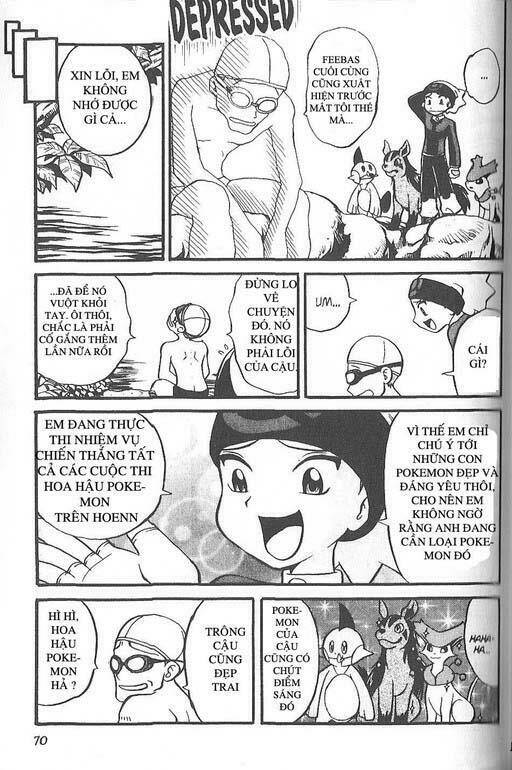 DEPRESSED
...
FEEBAS
CUỐI CÙNG
CŨNG XUẤT
HIỆN TRƯỚC
MẮT TÔI THẾ
MÀ...
XIN LỖI, EM
KHÔNG
NHỚ ĐƯỢC
GÌ CẢ...
CÁI
GÌ?
UM...
ĐỪNG LO
VỀ CHUYỆN
ĐÓ. NÓ
KHÔNG
PHẢI LỖI
CỦA CẬU.
...ĐÃ ĐỂ NÓ
VUỘT KHỎI
TAY. ÔI THÔI,
CHẮC LÀ PHẢI
CỐ GẮNG THÊM
LẦN NỮA RỒI
VÌ THẾ EM CHỈ
CHÚ Ý TỚI
NHỮNG CON
POKEMON ĐẸP VÀ
ĐÁNG YÊU THÔI,
CHO NÊN EM
KHÔNG NGỜ
RẰNG ANH ĐANG
CẦN LOẠI POKE-
MON ĐÓ
EM ĐANG THỰC
THI NHIỆM VỤ
CHIẾN THẮNG TẤT
CẢ CÁC CUỘC THI
HOA HẬU POKE-
MON
TRÊN HOENN
HAHA-
HA...
POKE-
MON
CỦA CẬU
CŨNG CÓ
CHÚT
ĐIỂM
SÁNG
ĐÓ
TRÔNG
CẬU
CŨNG
ĐẸP
TRAI
HÌ HÌ,
HOA
HẬU
POKE-
MON
HẢ ?
70